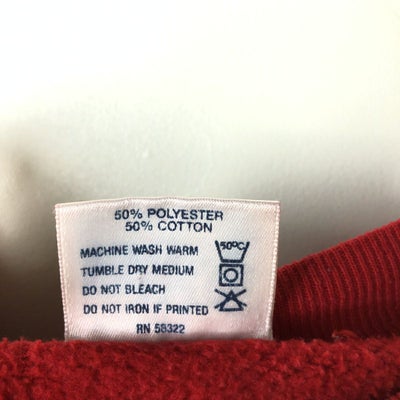 50% POLYESTER
50% COTTON
MACHINE WASH WARM
50°C
TUMBLE DRY MEDIUM
DO NOT BLEACH
DO NOT IRON IF PRINTED
RN 58322